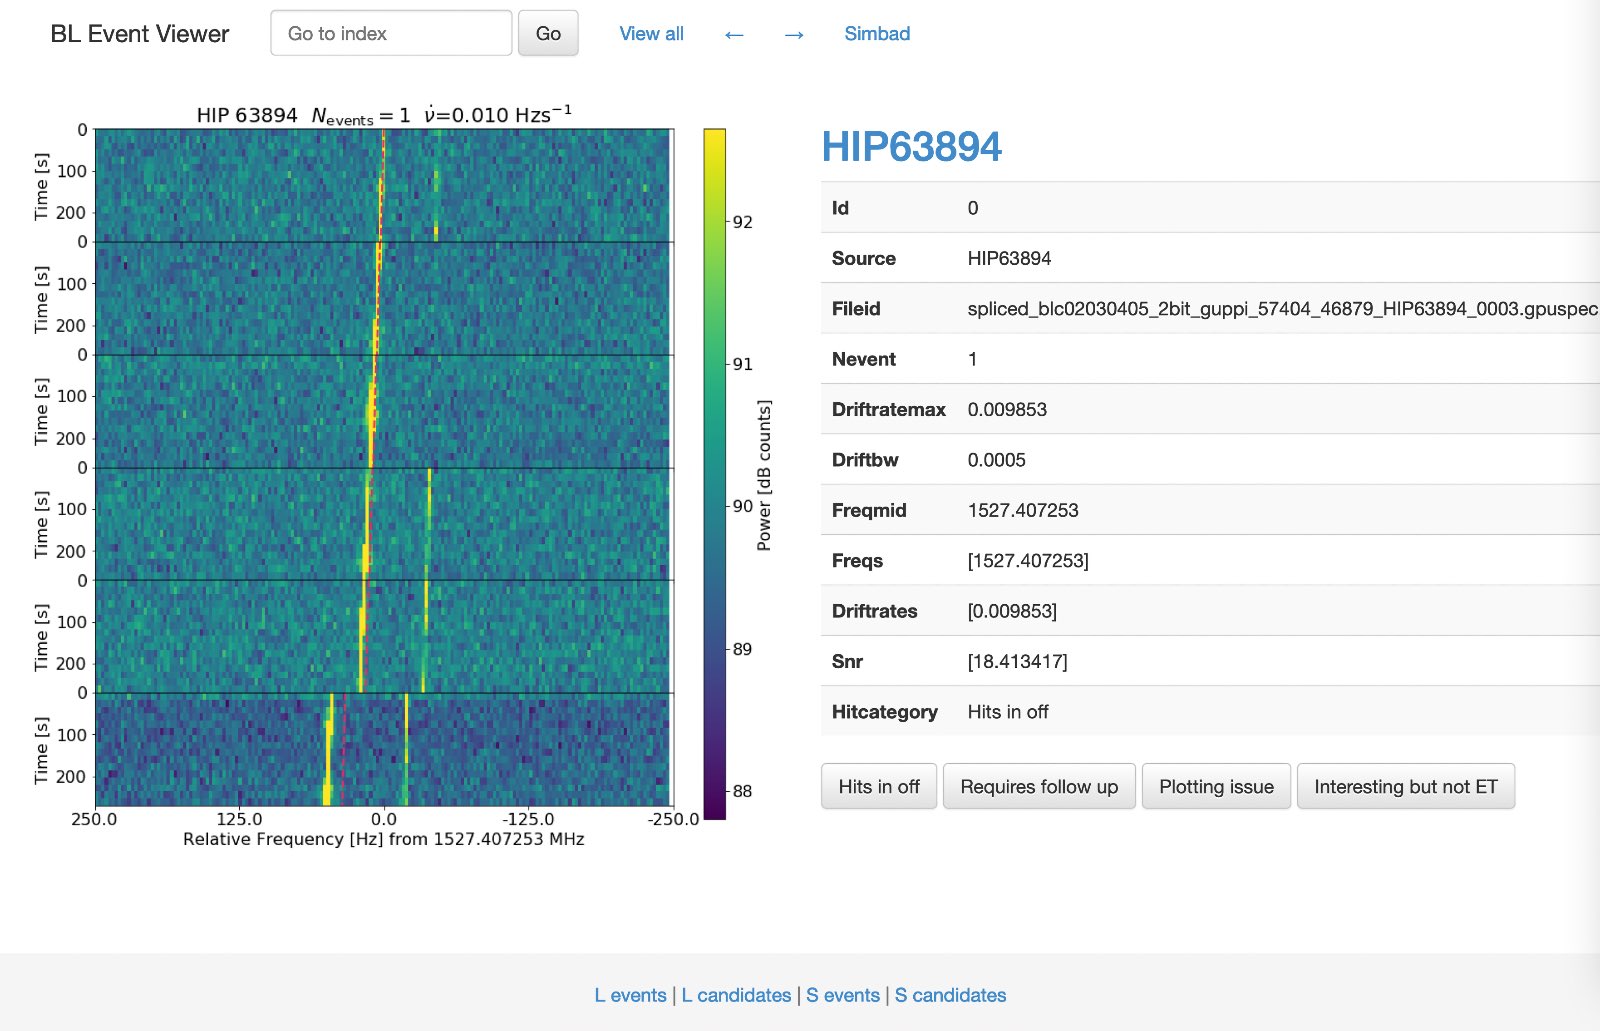 BL Event Viewer Go to index Go View all ← → Simbad
HIP 63894 N_events = 1 ν̇=0.010 Hzs⁻¹
0
Time [s]
100
200
0
Time [s]
100
200
0
Time [s]
100
200
0
Time [s]
100
200
0
Time [s]
100
200
0
Time [s]
100
200
250.0 125.0 0.0 -125.0 -250.0
Relative Frequency [Hz] from 1527.407253 MHz
92
91
90
89
88
Power [dB counts]
HIP63894
Id 0
Source HIP63894
Fileid spliced_blc02030405_2bit_guppi_57404_46879_HIP63894_0003.gpuspec
Nevent 1
Driftratemax 0.009853
Driftbw 0.0005
Freqmid 1527.407253
Freqs [1527.407253]
Driftrates [0.009853]
Snr [18.413417]
Hitcategory Hits in off
Hits in off Requires follow up Plotting issue Interesting but not ET
L events | L candidates | S events | S candidates